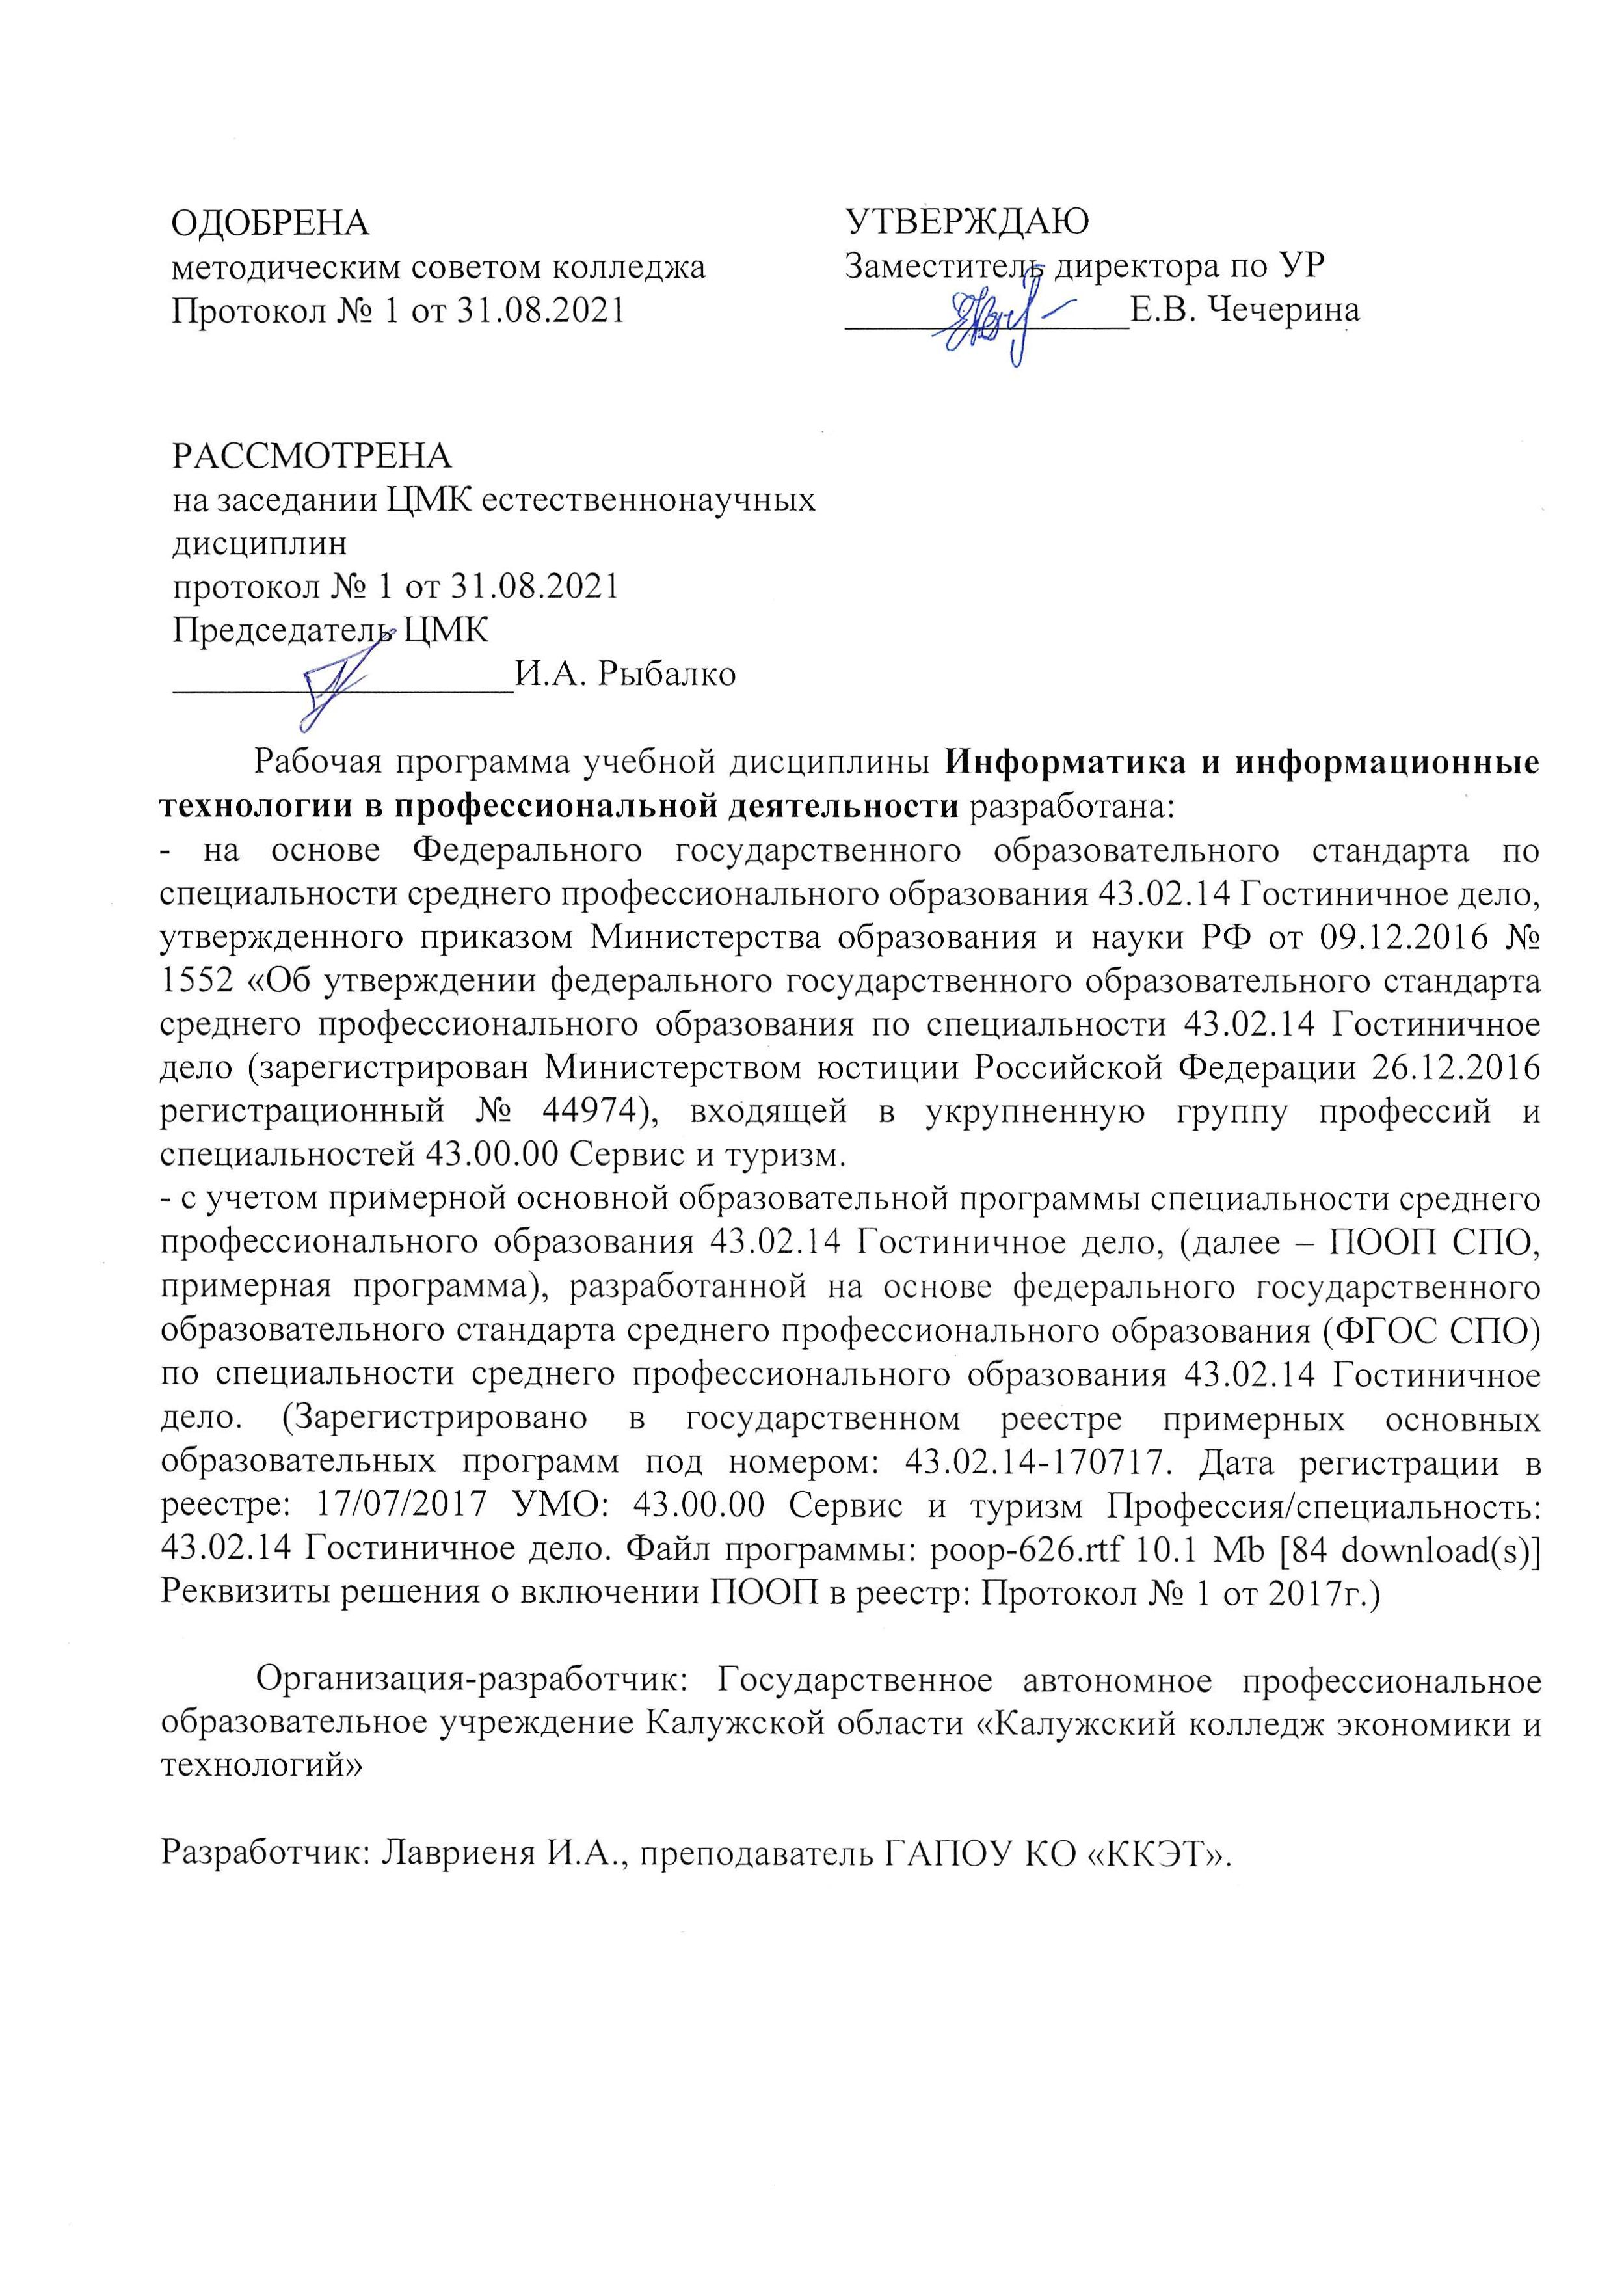 ОДОБРЕНА
методическим советом колледжа
Протокол № 1 от 31.08.2021
УТВЕРЖДАЮ
Заместитель директора по УР
________________Е.В. Чечерина
РАССМОТРЕНА
на заседании ЦМК естественнонаучных
дисциплин
протокол № 1 от 31.08.2021
Председатель ЦМК
___________________И.А. Рыбалко
Рабочая программа учебной дисциплины Информатика и информационные
технологии в профессиональной деятельности разработана:
- на основе Федерального государственного образовательного стандарта по
специальности среднего профессионального образования 43.02.14 Гостиничное дело,
утвержденного приказом Министерства образования и науки РФ от 09.12.2016 №
1552 «Об утверждении федерального государственного образовательного стандарта
среднего профессионального образования по специальности 43.02.14 Гостиничное
дело (зарегистрирован Министерством юстиции Российской Федерации 26.12.2016
регистрационный № 44974), входящей в укрупненную группу профессий и
специальностей 43.00.00 Сервис и туризм.
- с учетом примерной основной образовательной программы специальности среднего
профессионального образования 43.02.14 Гостиничное дело, (далее – ПООП СПО,
примерная программа), разработанной на основе федерального государственного
образовательного стандарта среднего профессионального образования (ФГОС СПО)
по специальности среднего профессионального образования 43.02.14 Гостиничное
дело. (Зарегистрировано в государственном реестре примерных основных
образовательных программ под номером: 43.02.14-170717. Дата регистрации в
реестре: 17/07/2017 УМО: 43.00.00 Сервис и туризм Профессия/специальность:
43.02.14 Гостиничное дело. Файл программы: poop-626.rtf 10.1 Mb [84 download(s)]
Реквизиты решения о включении ПООП в реестр: Протокол № 1 от 2017г.)
Организация-разработчик: Государственное автономное профессиональное
образовательное учреждение Калужской области «Калужский колледж экономики и
технологий»
Разработчик: Лавриеня И.А., преподаватель ГАПОУ КО «ККЭТ».